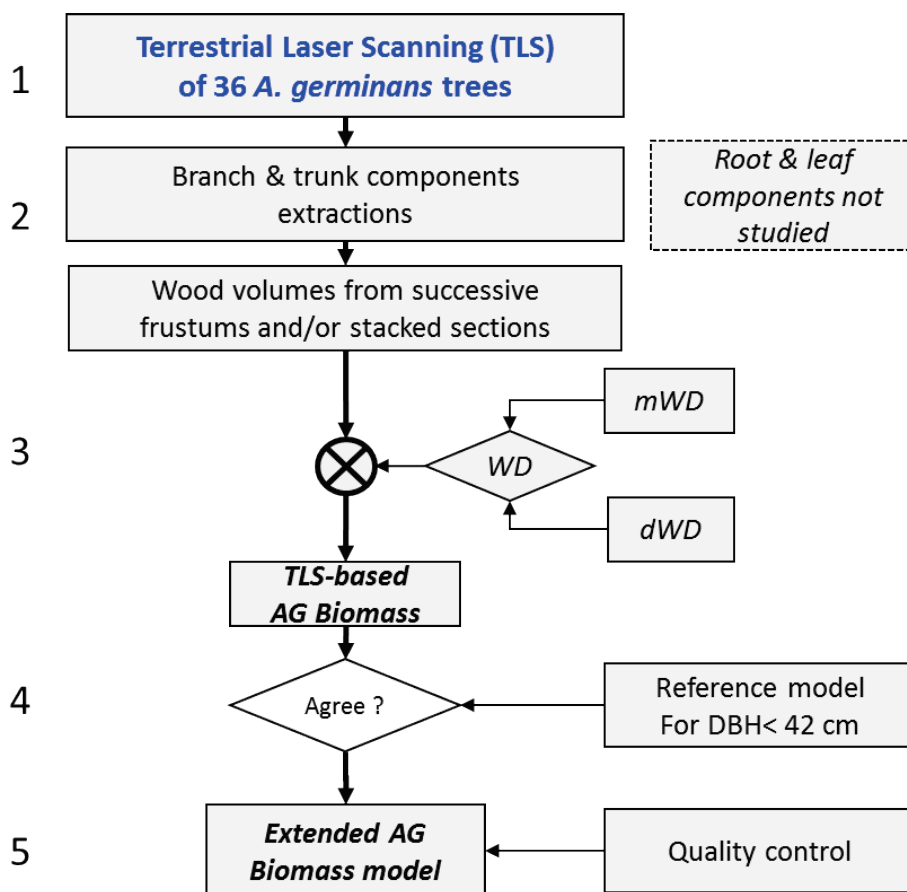 1
Terrestrial Laser Scanning (TLS)
of 36 A. germinans trees
2
Branch & trunk components
extractions
Root & leaf
components not
studied
Wood volumes from successive
frustums and/or stacked sections
3
mWD
WD
dWD
TLS-based
AG Biomass
4
Agree ?
Reference model
For DBH< 42 cm
5
Extended AG
Biomass model
Quality control